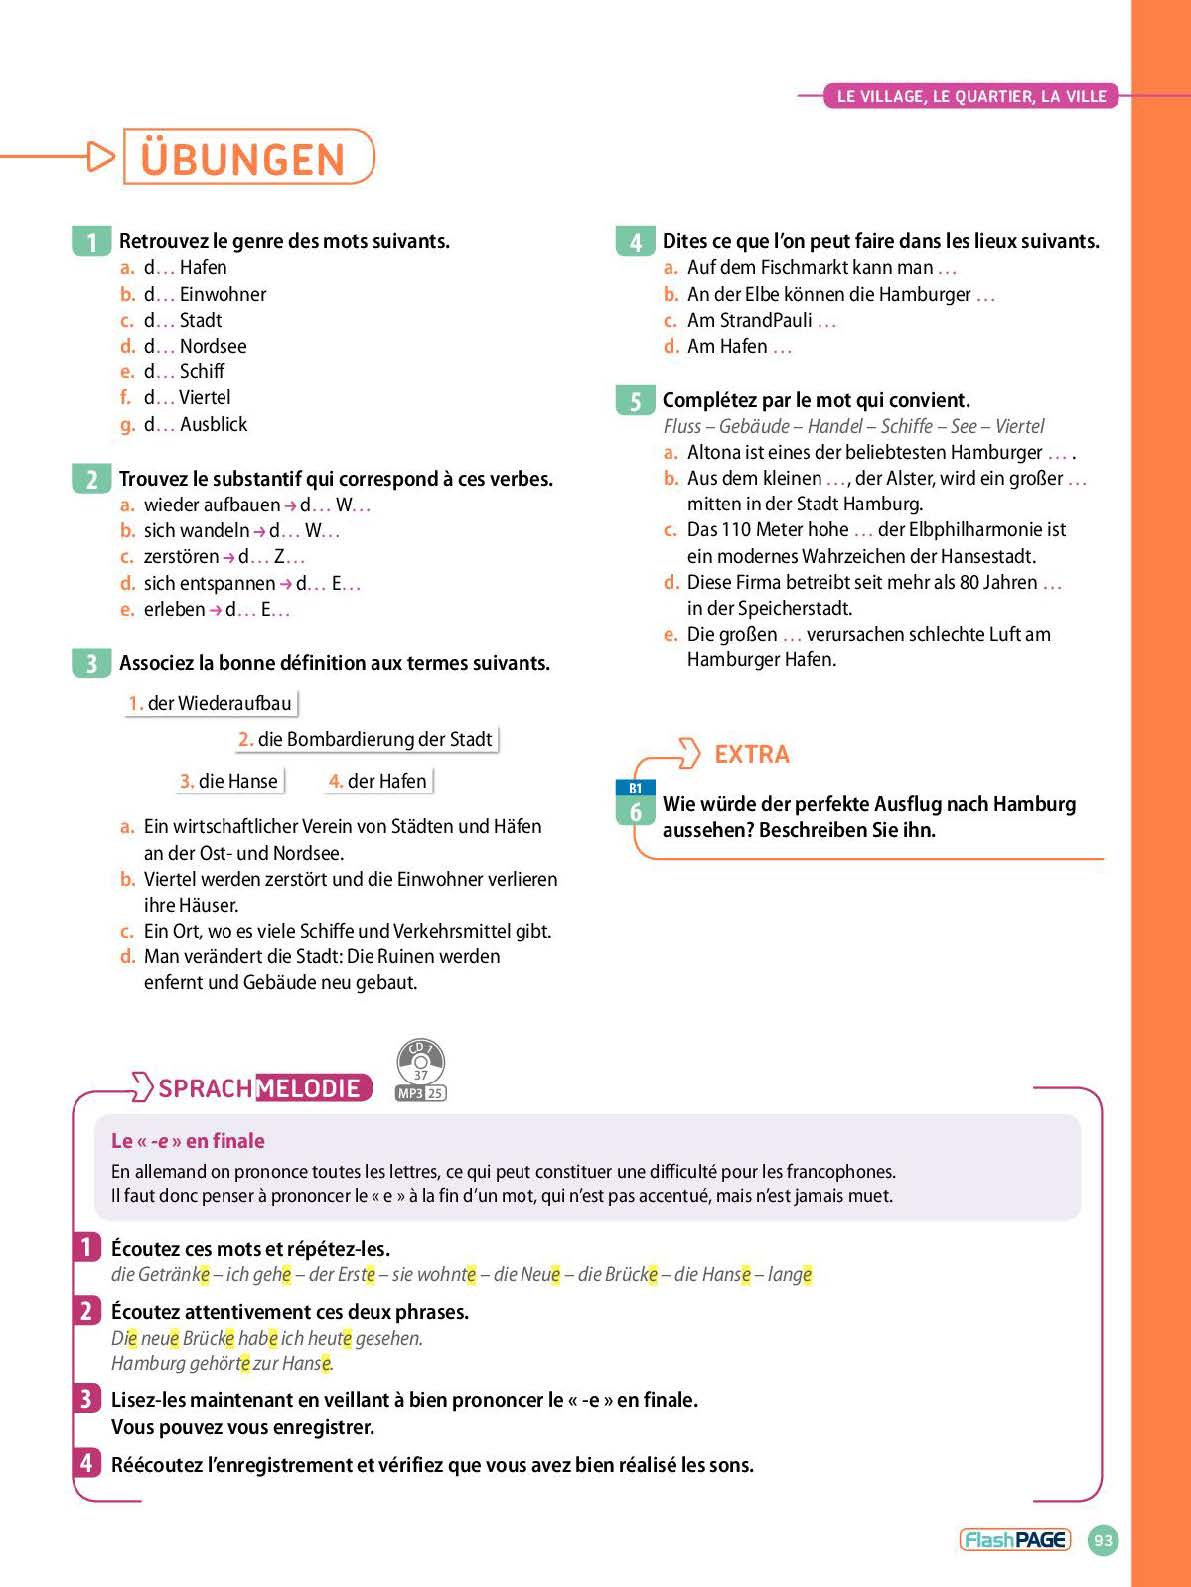 LE VILLAGE, LE QUARTIER, LA VILLE
ÜBUNGEN
1 Retrouvez le genre des mots suivants.
a. d… Hafen
b. d… Einwohner
c. d… Stadt
d. d… Nordsee
e. d… Schiff
f. d… Viertel
g. d… Ausblick
2 Trouvez le substantif qui correspond à ces verbes.
a. wieder aufbauen → d… W…
b. sich wandeln → d… W…
c. zerstören → d… Z…
d. sich entspannen → d… E…
e. erleben → d… E…
3 Associez la bonne définition aux termes suivants.
1. der Wiederaufbau
2. die Bombardierung der Stadt
3. die Hanse 4. der Hafen
a. Ein wirtschaftlicher Verein von Städten und Häfen
an der Ost- und Nordsee.
b. Viertel werden zerstört und die Einwohner verlieren
ihre Häuser.
c. Ein Ort, wo es viele Schiffe und Verkehrsmittel gibt.
d. Man verändert die Stadt: Die Ruinen werden
enfernt und Gebäude neu gebaut.
4 Dites ce que l'on peut faire dans les lieux suivants.
a. Auf dem Fischmarkt kann man …
b. An der Elbe können die Hamburger …
c. Am StrandPauli …
d. Am Hafen …
5 Complétez par le mot qui convient.
Fluss – Gebäude – Handel – Schiffe – See – Viertel
a. Altona ist eines der beliebtesten Hamburger … .
b. Aus dem kleinen …, der Alster, wird ein großer …
mitten in der Stadt Hamburg.
c. Das 110 Meter hohe … der Elbphilharmonie ist
ein modernes Wahrzeichen der Hansestadt.
d. Diese Firma betreibt seit mehr als 80 Jahren …
in der Speicherstadt.
e. Die großen … verursachen schlechte Luft am
Hamburger Hafen.
EXTRA
B1
6 Wie würde der perfekte Ausflug nach Hamburg
aussehen? Beschreiben Sie ihn.
SPRACHMELODIE
CD 1
37
MP3 25
Le « -e » en finale
En allemand on prononce toutes les lettres, ce qui peut constituer une difficulté pour les francophones.
Il faut donc penser à prononcer le « e » à la fin d'un mot, qui n'est pas accentué, mais n'est jamais muet.
1 Écoutez ces mots et répétez-les.
die Getränke – ich gehe – der Erste – sie wohnte – die Neue – die Brücke – die Hanse – lange
2 Écoutez attentivement ces deux phrases.
Die neue Brücke habe ich heute gesehen.
Hamburg gehörte zur Hanse.
3 Lisez-les maintenant en veillant à bien prononcer le « -e » en finale.
Vous pouvez vous enregistrer.
4 Réécoutez l'enregistrement et vérifiez que vous avez bien réalisé les sons.
FlashPAGE 93